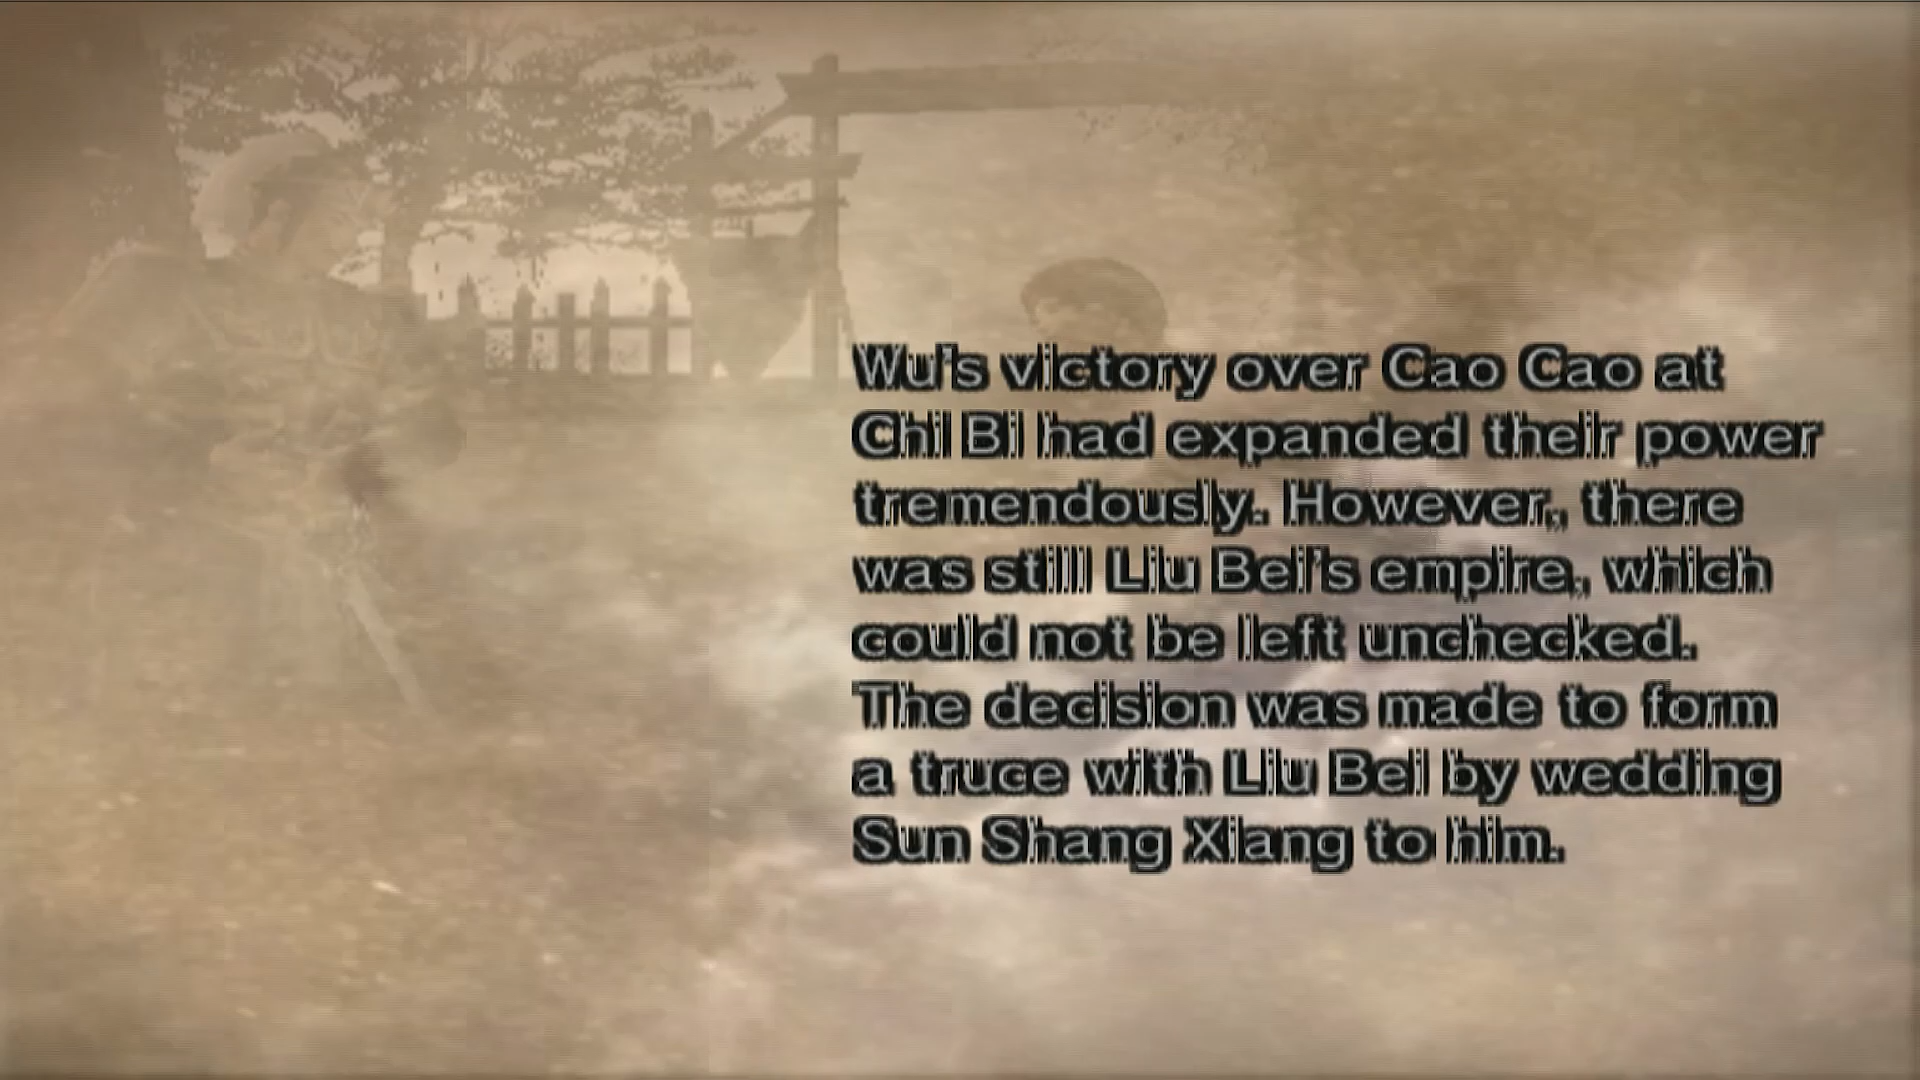 Wu's victory over Cao Cao at
Chi Bi had expanded their power
tremendously. However, there
was still Liu Bei's empire, which
could not be left unchecked.
The decision was made to form
a truce with Liu Bei by wedding
Sun Shang Xiang to him.